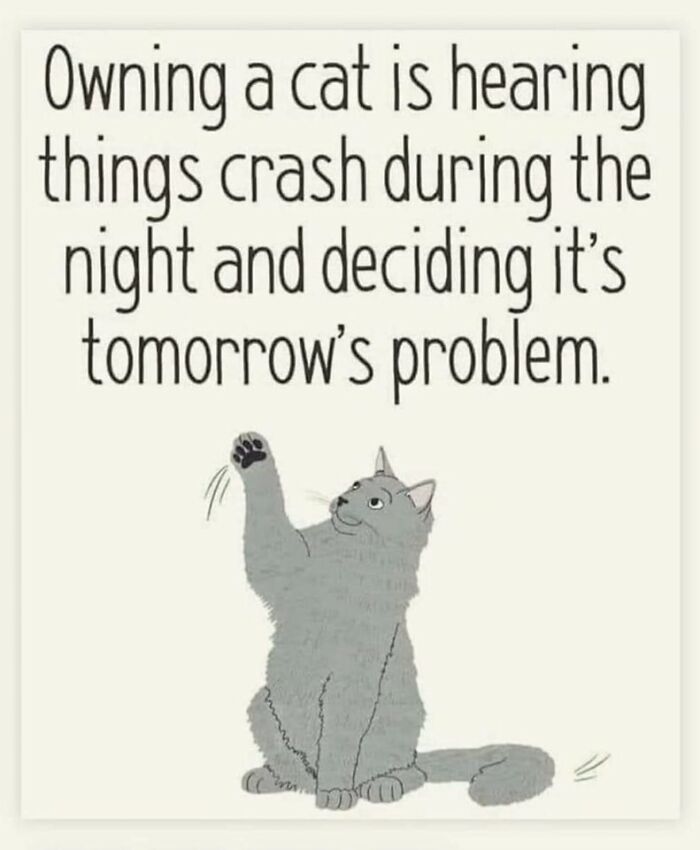 Owning a cat is hearing
things crash during the
night and deciding it's
tomorrow's problem.